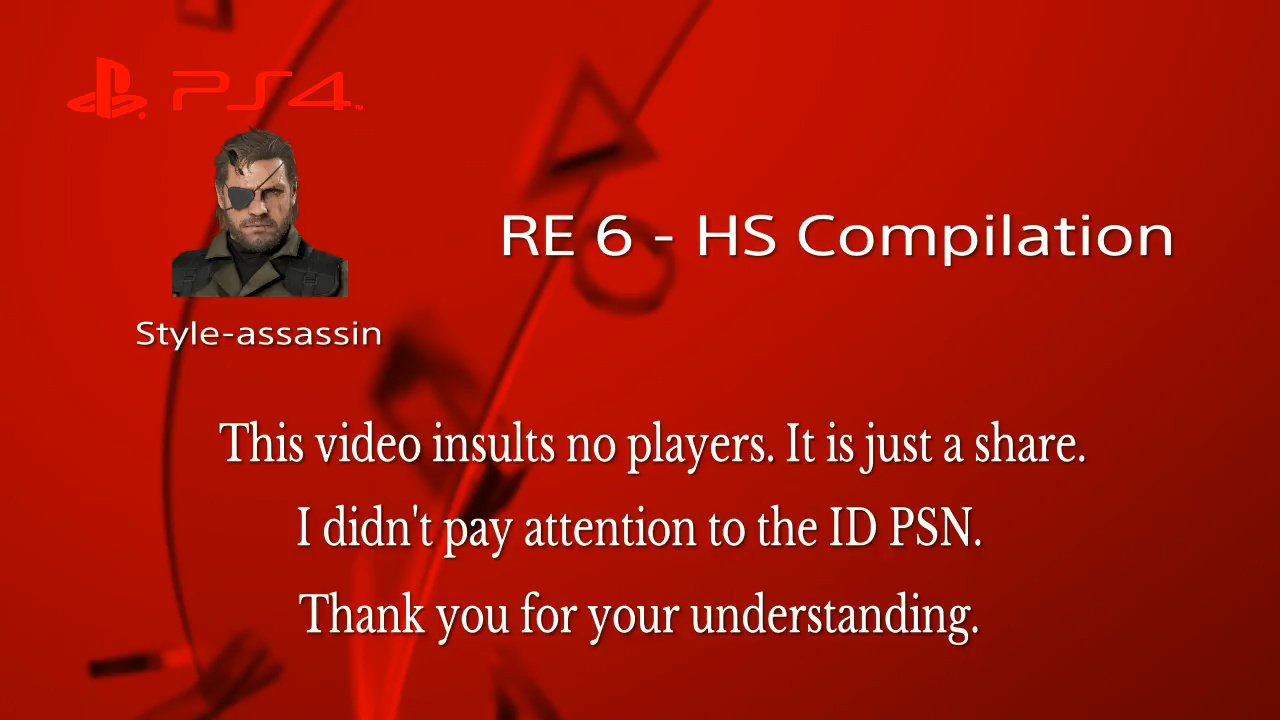 PS4™
RE 6 - HS Compilation
Style-assassin
This video insults no players. It is just a share.
I didn't pay attention to the ID PSN.
Thank you for your understanding.